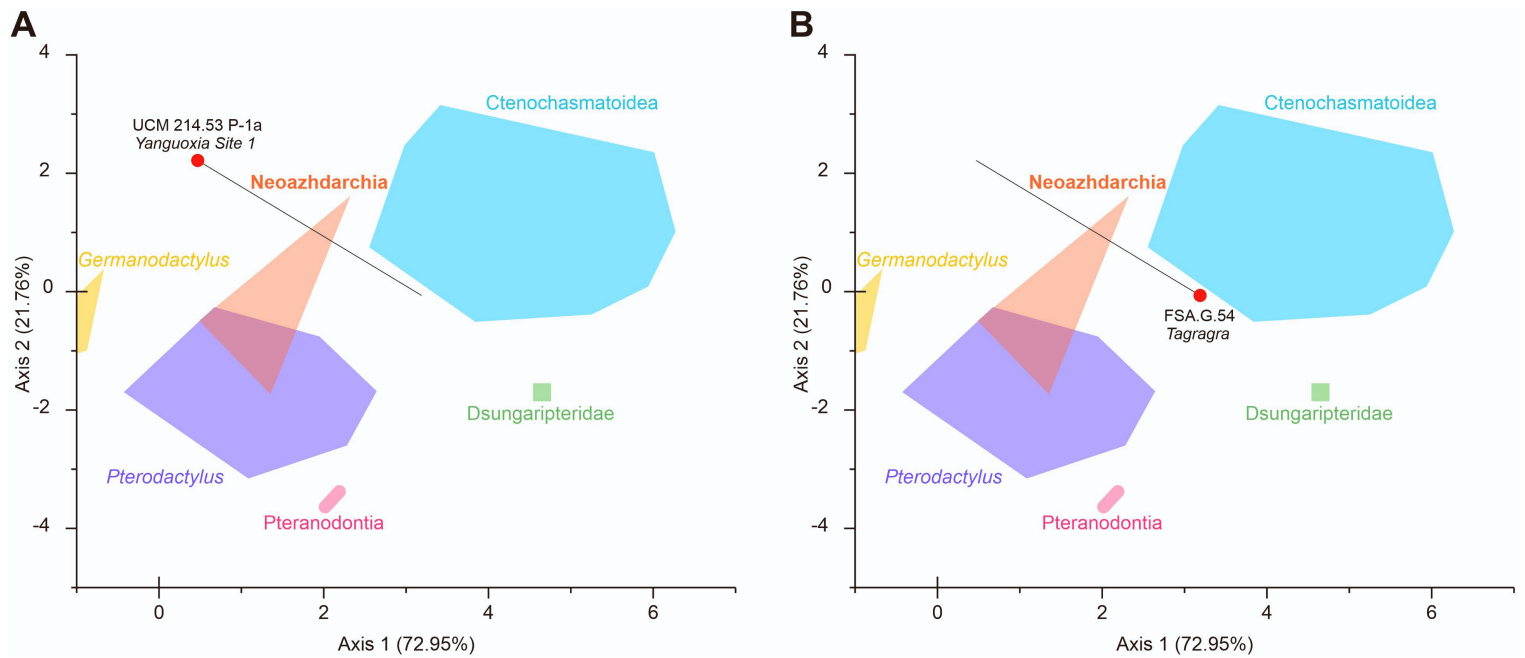 A
4
Ctenochasmatoidea
UCM 214.53 P-1a
Yanguoxia Site 1
2
Neoazhdarchia
Germanodactylus
0
Axis 2 (21.76%)
-2
Dsungaripteridae
Pterodactylus
Pteranodontia
-4
0 2 4 6
Axis 1 (72.95%)
B
4
Ctenochasmatoidea
2
Neoazhdarchia
Germanodactylus
0
FSA.G.54
Tagragra
Axis 2 (21.76%)
-2
Dsungaripteridae
Pterodactylus
Pteranodontia
-4
0 2 4 6
Axis 1 (72.95%)